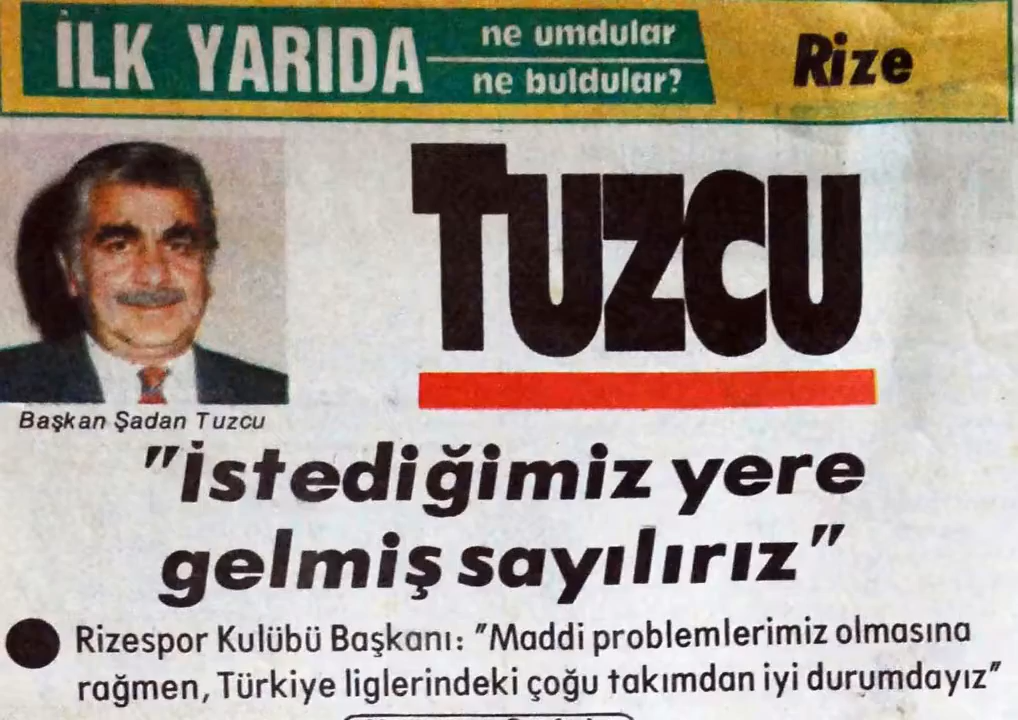 İLK YARIDA
ne umdular
ne buldular?
Rize
TUZCU
Başkan Şadan Tuzcu
"İstediğimiz yere
gelmiş sayılırız"
Rizespor Kulübü Başkanı: "Maddi problemlerimiz olmasına
rağmen, Türkiye liglerindeki çoğu takımdan iyi durumdayız"